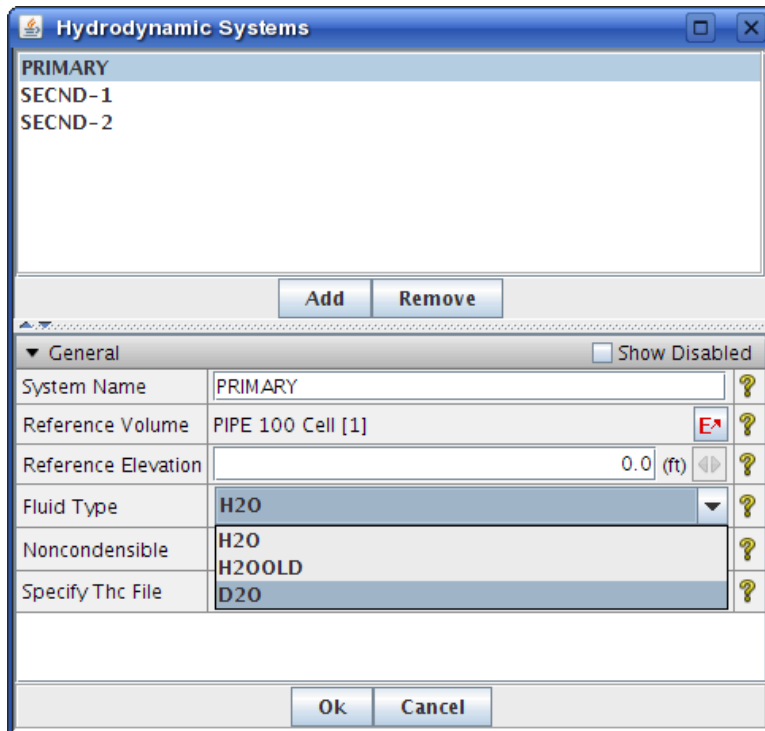 Hydrodynamic Systems
PRIMARY
SECND-1
SECND-2
Add Remove
General Show Disabled
System Name PRIMARY
Reference Volume PIPE 100 Cell [1] E
Reference Elevation 0.0 (ft)
Fluid Type H2O
H2O
Noncondensible
H2OOLD
Specify Thc File D2O
Ok Cancel